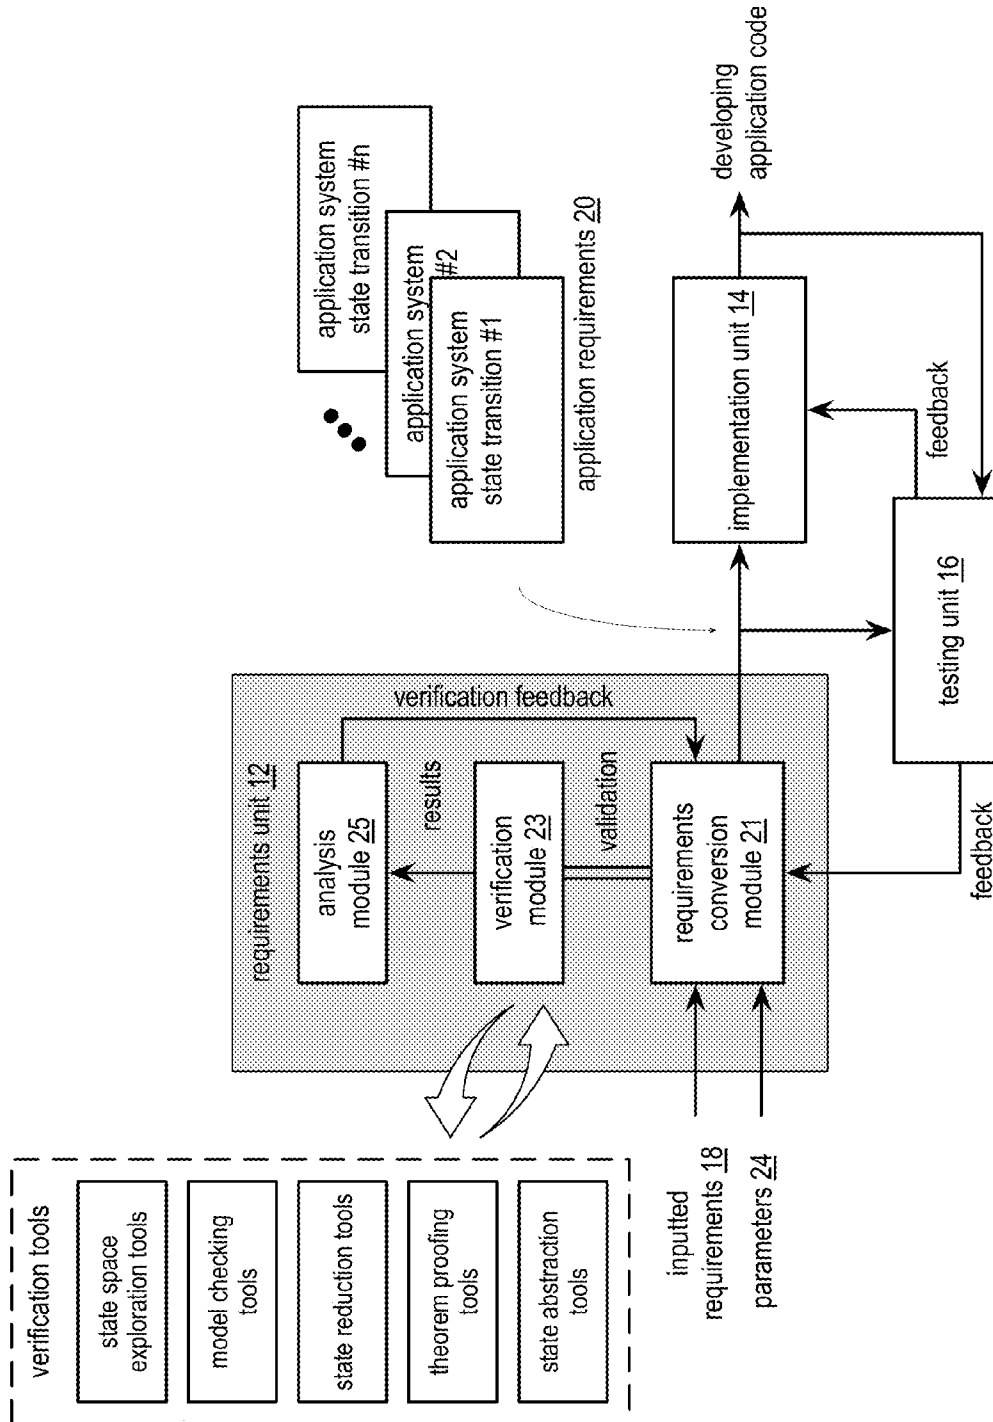 verification tools
state space
exploration tools
model checking
tools
state reduction tools
theorem proofing
tools
state abstraction
tools
requirements unit 12
analysis
module 25
results
verification feedback
verification
module 23
validation
requirements
conversion
module 21
inputted
requirements 18
parameters 24
application system
state transition #n
application system
#2
application system
state transition #1
application requirements 20
implementation unit 14
developing
application code
feedback
testing unit 16
feedback